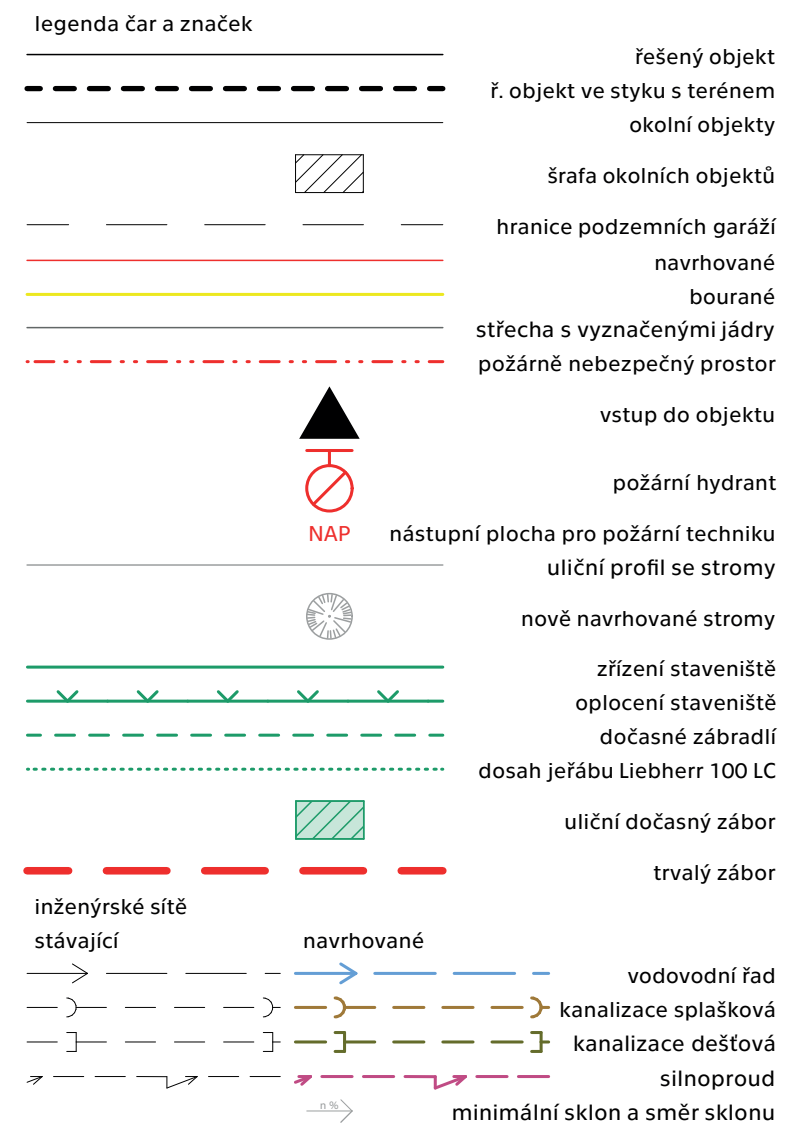 legenda čar a značek
řešený objekt
ř. objekt ve styku s terénem
okolní objekty
šrafa okolních objektů
hranice podzemních garáží
navrhované
bourané
střecha s vyznačenými jádry
požárně nebezpečný prostor
vstup do objektu
požární hydrant
NAP nástupní plocha pro požární techniku
uliční profil se stromy
nově navrhované stromy
zřízení staveniště
oplocení staveniště
dočasné zábradlí
dosah jeřábu Liebherr 100 LC
uliční dočasný zábor
trvalý zábor
inženýrské sítě
stávající navrhované
vodovodní řad
kanalizace splašková
kanalizace dešťová
silnoproud
n % minimální sklon a směr sklonu